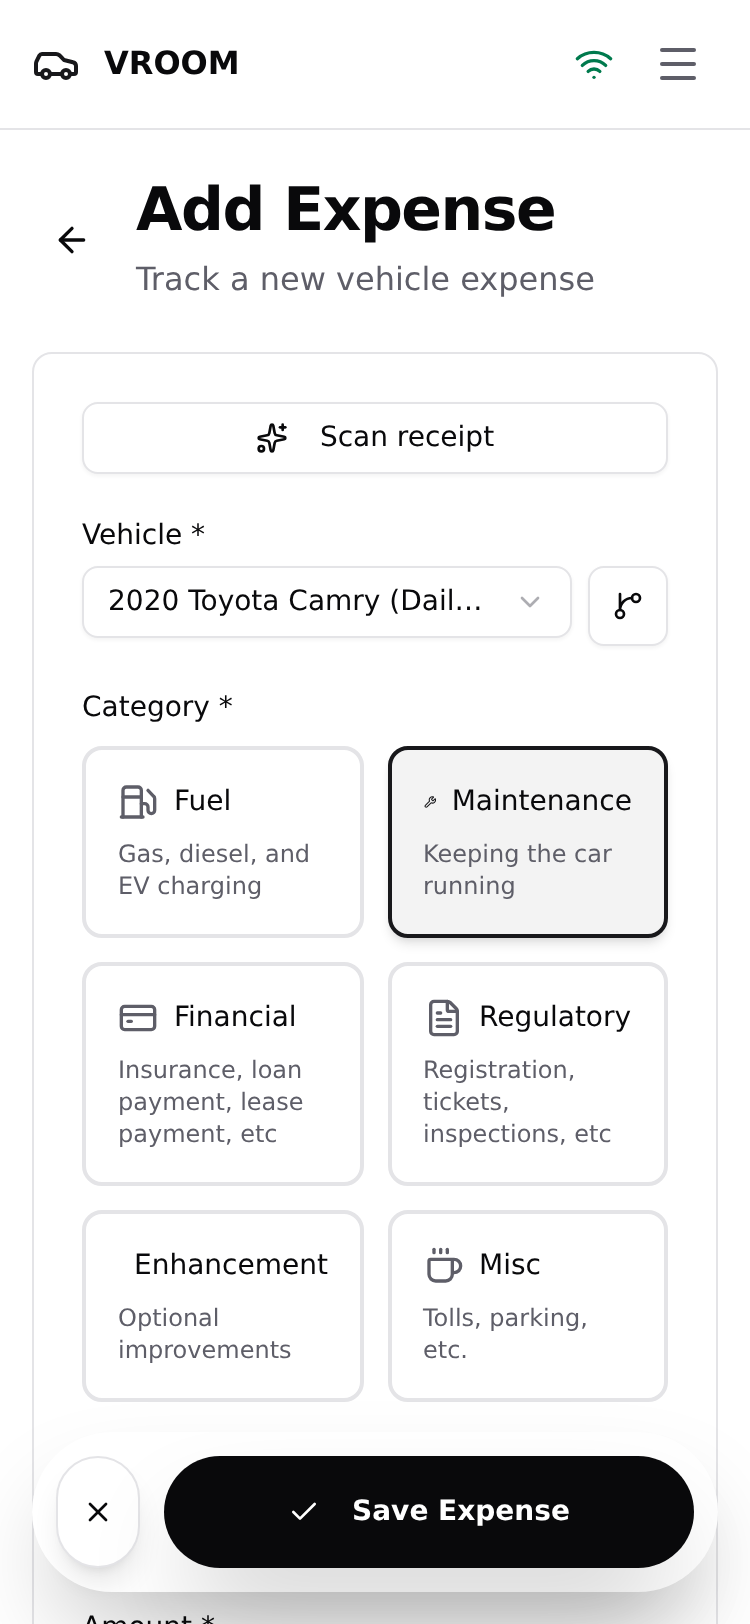 VROOM
Add Expense
Track a new vehicle expense
Scan receipt
Vehicle *
2020 Toyota Camry (Dail...
Category *
Fuel
Gas, diesel, and
EV charging
Maintenance
Keeping the car
running
Financial
Insurance, loan
payment, lease
payment, etc
Regulatory
Registration,
tickets,
inspections, etc
Enhancement
Optional
improvements
Misc
Tolls, parking,
etc.
Save Expense
Amount *